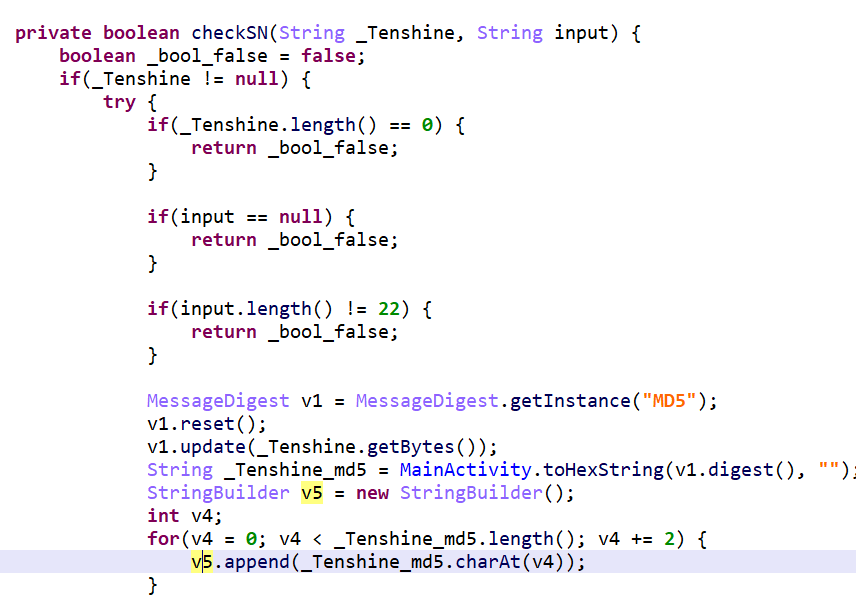 private boolean checkSN(String _Tenshine, String input) {
    boolean _bool_false = false;
    if(_Tenshine != null) {
        try {
            if(_Tenshine.length() == 0) {
                return _bool_false;
            }

            if(input == null) {
                return _bool_false;
            }

            if(input.length() != 22) {
                return _bool_false;
            }

            MessageDigest v1 = MessageDigest.getInstance("MD5");
            v1.reset();
            v1.update(_Tenshine.getBytes());
            String _Tenshine_md5 = MainActivity.toHexString(v1.digest(), "");
            StringBuilder v5 = new StringBuilder();
            int v4;
            for(v4 = 0; v4 < _Tenshine_md5.length(); v4 += 2) {
                v5.append(_Tenshine_md5.charAt(v4));
            }